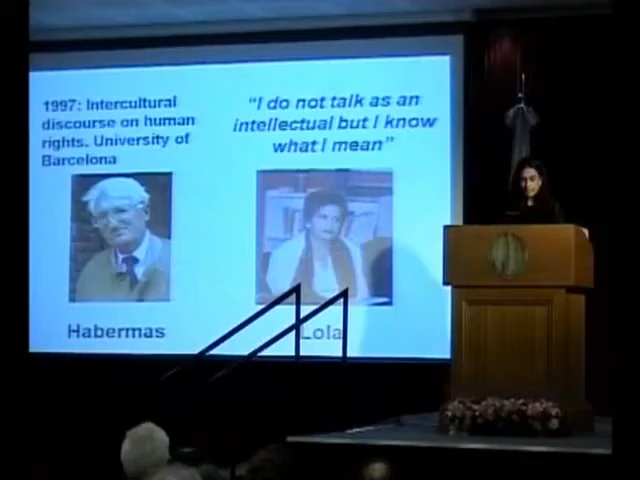 1997: Intercultural
discourse on human
rights. University of
Barcelona
"I do not talk as an
intellectual but I know
what I mean"
Habermas
Lola